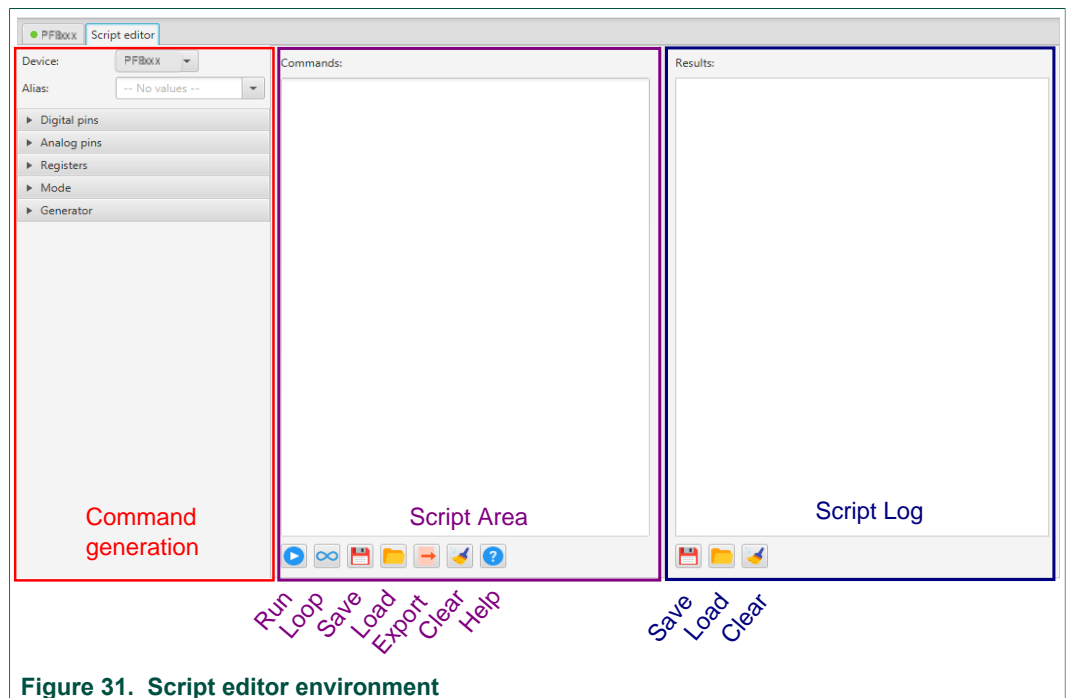 PF8xxx Script editor
Device: PF8xxx
Alias: -- No values --
Digital pins
Analog pins
Registers
Mode
Generator
Command
generation
Commands:
Script Area
Run
Loop
Save
Load
Export
Clear
Help
Results:
Script Log
Save
Load
Clear
Figure 31. Script editor environment